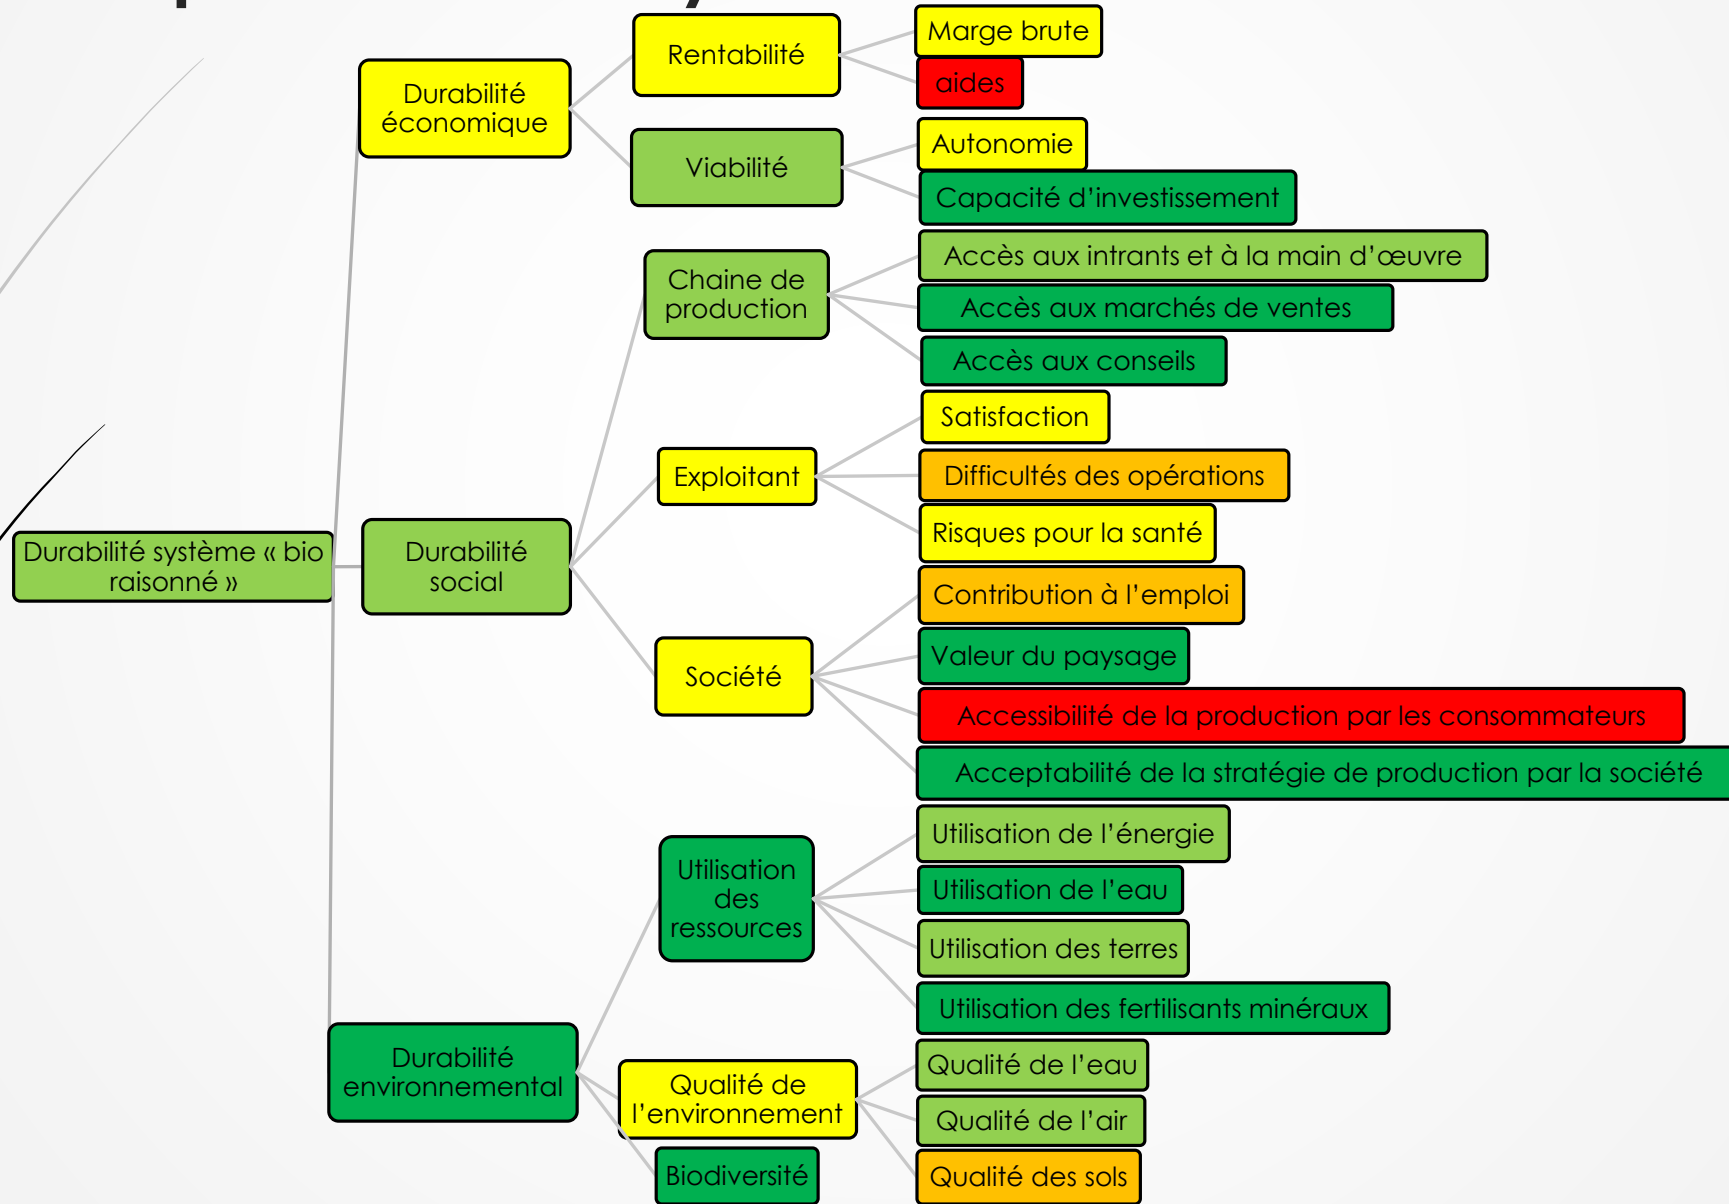 Rentabilité
Marge brute
aides
Durabilité
économique
Viabilité
Autonomie
Capacité d'investissement
Chaine de
production
Accès aux intrants et à la main d'œuvre
Accès aux marchés de ventes
Accès aux conseils
Exploitant
Satisfaction
Difficultés des opérations
Risques pour la santé
Durabilité système « bio
raisonné »
Durabilité
social
Société
Contribution à l'emploi
Valeur du paysage
Accessibilité de la production par les consommateurs
Acceptabilité de la stratégie de production par la société
Utilisation
des
ressources
Utilisation de l'énergie
Utilisation de l'eau
Utilisation des terres
Utilisation des fertilisants minéraux
Durabilité
environnemental
Qualité de
l'environnement
Qualité de l'eau
Qualité de l'air
Qualité des sols
Biodiversité